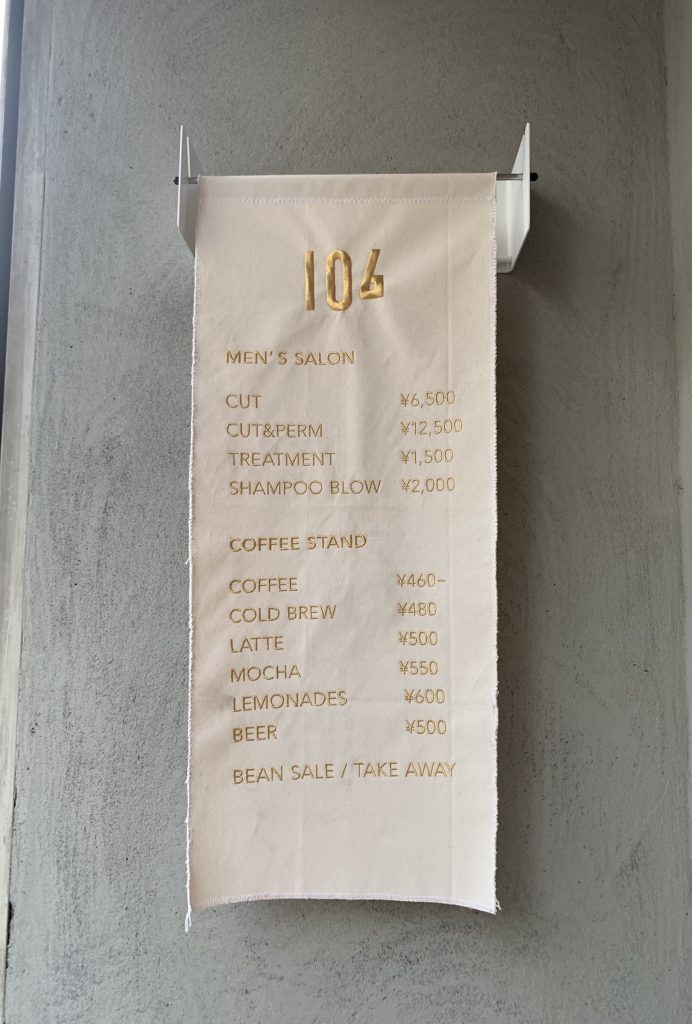 106
MEN'S SALON
CUT ¥6,500
CUT&PERM ¥12,500
TREATMENT ¥1,500
SHAMPOO BLOW ¥2,000
COFFEE STAND
COFFEE ¥460~
COLD BREW ¥480
LATTE ¥500
MOCHA ¥550
LEMONADES ¥600
BEER ¥500
BEAN SALE / TAKE AWAY